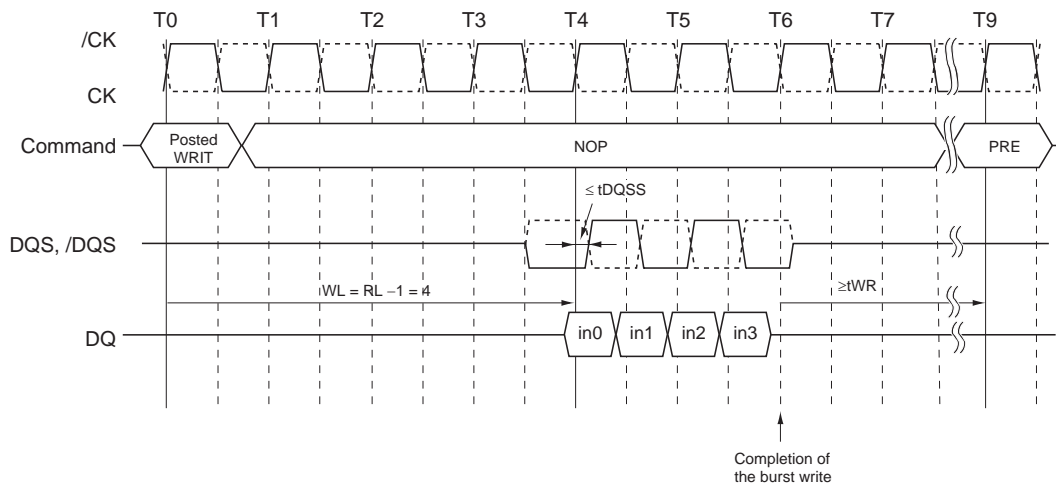 T0 T1 T2 T3 T4 T5 T6 T7 T9
/CK
CK
Command
Posted
WRIT
NOP
PRE
≤ tDQSS
DQS, /DQS
WL = RL −1 = 4
≥tWR
DQ
in0 in1 in2 in3
Completion of
the burst write